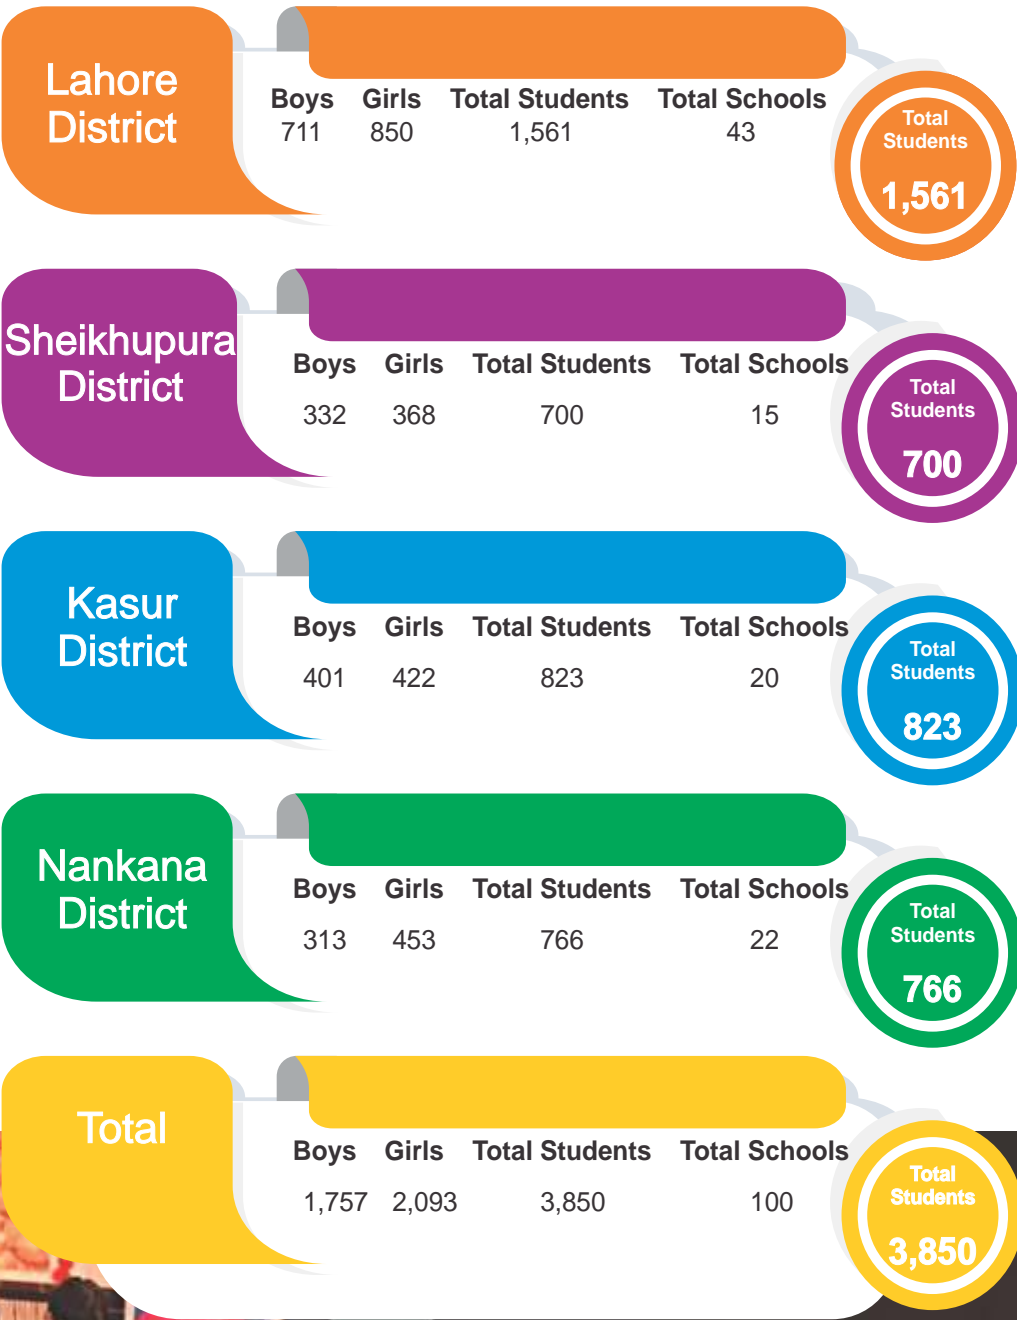 Lahore
District
Boys Girls Total Students Total Schools
711 850 1,561 43
Total
Students
1,561
Sheikhupura
District
Boys Girls Total Students Total Schools
332 368 700 15
Total
Students
700
Kasur
District
Boys Girls Total Students Total Schools
401 422 823 20
Total
Students
823
Nankana
District
Boys Girls Total Students Total Schools
313 453 766 22
Total
Students
766
Total
Boys Girls Total Students Total Schools
1,757 2,093 3,850 100
Total
Students
3,850